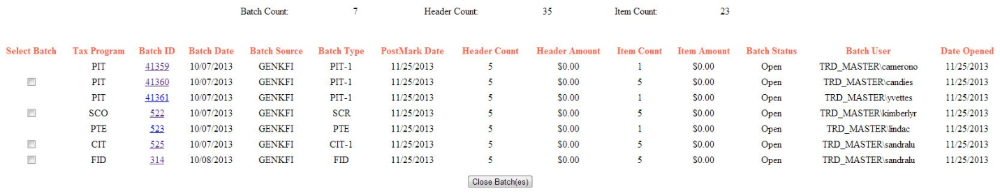 Batch Count: 7 Header Count: 35 Item Count: 23
Select Batch Tax Program Batch ID Batch Date Batch Source Batch Type PostMark Date Header Count Header Amount Item Count Item Amount Batch Status Batch User Date Opened
PIT 41359 10/07/2013 GENKFI PIT-1 11/25/2013 5 $0.00 1 $0.00 Open TRD_MASTER\camerono 11/25/2013
PIT 41360 10/07/2013 GENKFI PIT-1 11/25/2013 5 $0.00 5 $0.00 Open TRD_MASTER\candies 11/25/2013
PIT 41361 10/07/2013 GENKFI PIT-1 11/25/2013 5 $0.00 1 $0.00 Open TRD_MASTER\yvettes 11/25/2013
SCO 522 10/07/2013 GENKFI SCR 11/25/2013 5 $0.00 5 $0.00 Open TRD_MASTER\kimberlyr 11/25/2013
PTE 523 10/07/2013 GENKFI PTE 11/25/2013 5 $0.00 1 $0.00 Open TRD_MASTER\lindac 11/25/2013
CIT 525 10/07/2013 GENKFI CIT-1 11/25/2013 5 $0.00 5 $0.00 Open TRD_MASTER\sandralu 11/25/2013
FID 314 10/08/2013 GENKFI FID 11/25/2013 5 $0.00 5 $0.00 Open TRD_MASTER\sandralu 11/25/2013
Close Batch(es)